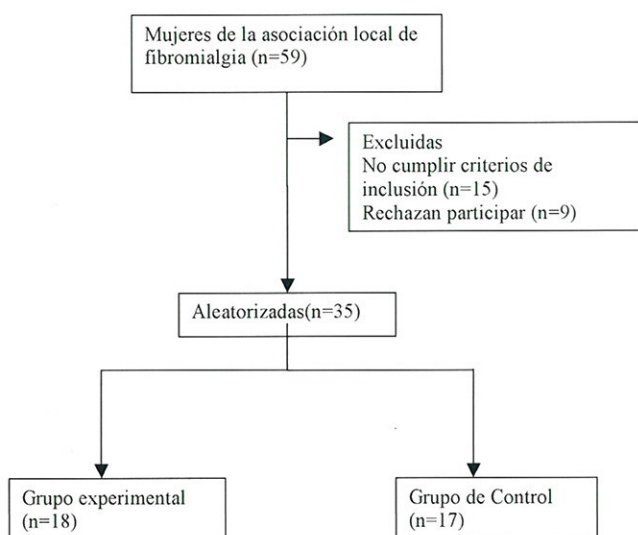 Mujeres de la asociación local de
fibromialgia (n=59)
Excluidas
No cumplir criterios de
inclusión (n=15)
Rechazan participar (n=9)
Aleatorizadas(n=35)
Grupo experimental
(n=18)
Grupo de Control
(n=17)